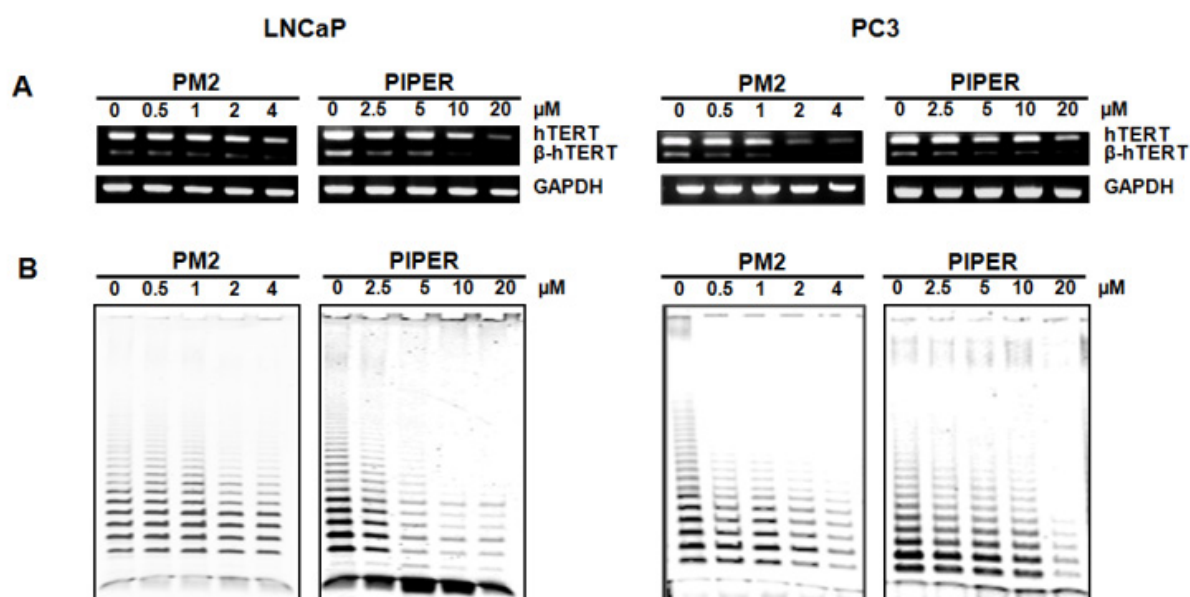 LNCaP PC3
A
PM2 PIPER PM2 PIPER
0 0.5 1 2 4 0 2.5 5 10 20 µM 0 0.5 1 2 4 0 2.5 5 10 20 µM
hTERT hTERT
β-hTERT β-hTERT
GAPDH GAPDH
B
PM2 PIPER PM2 PIPER
0 0.5 1 2 4 0 2.5 5 10 20 µM 0 0.5 1 2 4 0 2.5 5 10 20 µM